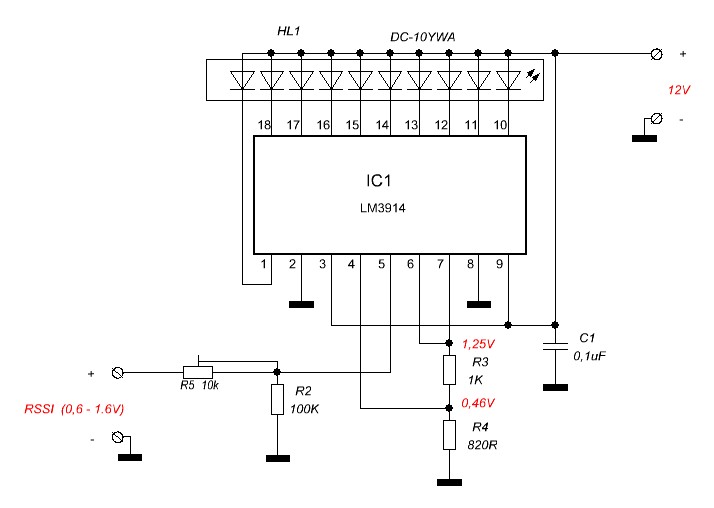 HL1 DC-10YWA
+
12V
-
18 17 16 15 14 13 12 11 10
IC1
LM3914
1 2 3 4 5 6 7 8 9
1,25V
C1
0,1uF
R3
1K
+
R5 10k
R2
100K
0,46V
RSSI (0,6 - 1.6V)
R4
820R
-